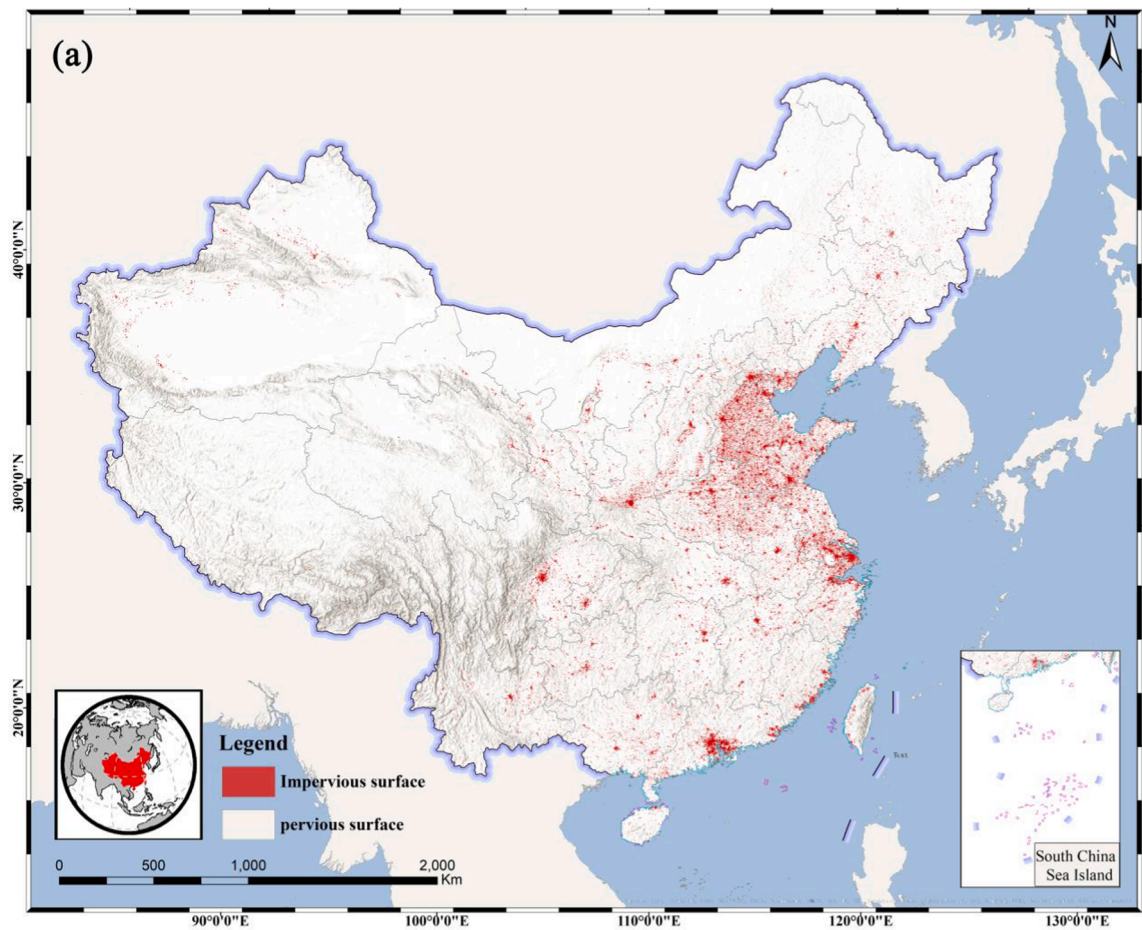 (a)
N
40°0'0"N
30°0'0"N
20°0'0"N
Legend
Impervious surface
pervious surface
0 500 1,000 2,000
Km
South China
Sea Island
90°0'0"E 100°0'0"E 110°0'0"E 120°0'0"E 130°0'0"E